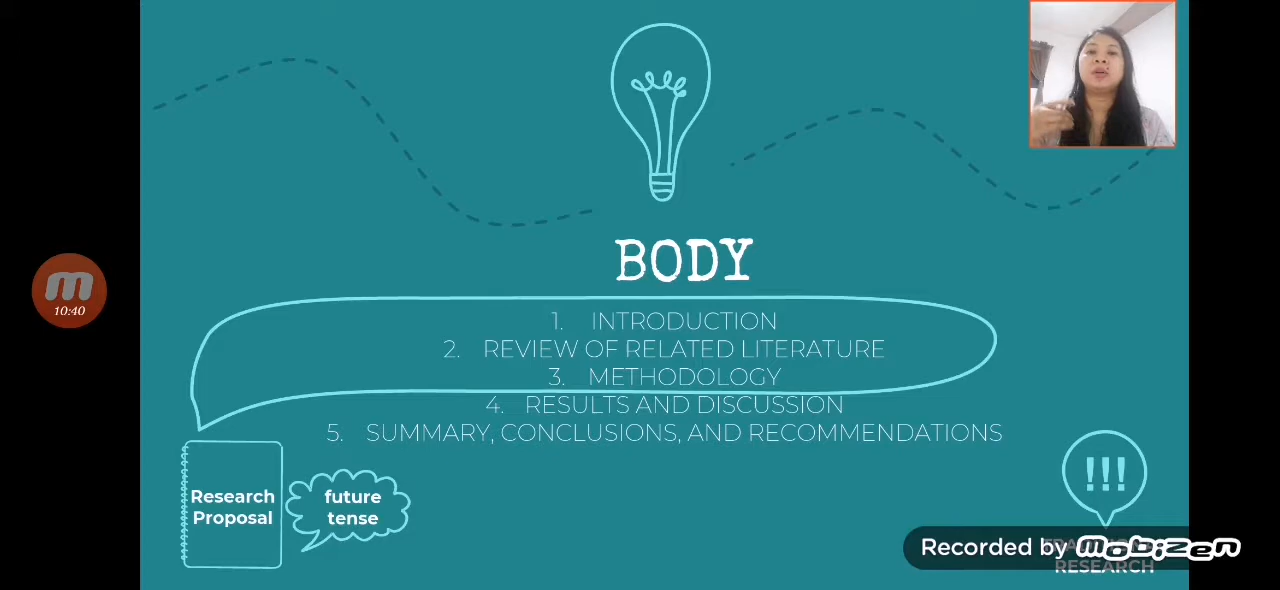 BODY
1. INTRODUCTION
2. REVIEW OF RELATED LITERATURE
3. METHODOLOGY
4. RESULTS AND DISCUSSION
5. SUMMARY, CONCLUSIONS, AND RECOMMENDATIONS
m
10:40
Research
Proposal
future
tense
!!!
Recorded by Mobizen
RESEARCH